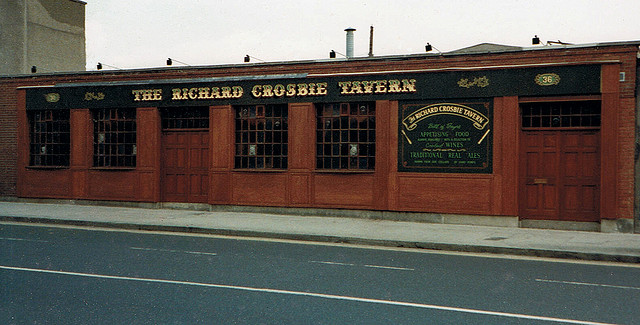 THE RICHARD CROSBIE TAVERN
36
The RICHARD CROSBIE TAVERN
APPETISING FOOD
WINES
TRADITIONAL REAL ALES